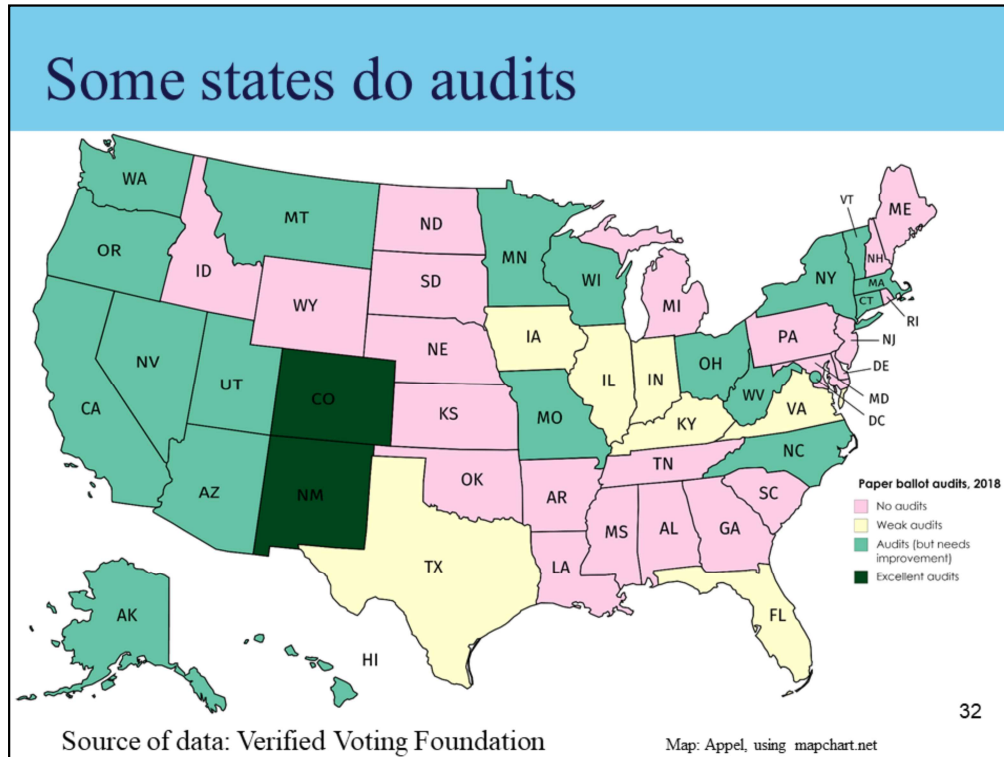 Some states do audits
WA
OR
CA
NV
ID
MT
WY
UT
CO
AZ
NM
ND
SD
NE
KS
OK
TX
MN
IA
MO
AR
LA
WI
IL
MI
IN
OH
KY
TN
MS
AL
GA
FL
SC
NC
VA
WV
PA
NY
VT
NH
ME
MA
CT
RI
NJ
DE
MD
DC
AK
HI
Paper ballot audits, 2018
No audits
Weak audits
Audits (but needs
improvement)
Excellent audits
32
Source of data: Verified Voting Foundation
Map: Appel, using mapchart.net